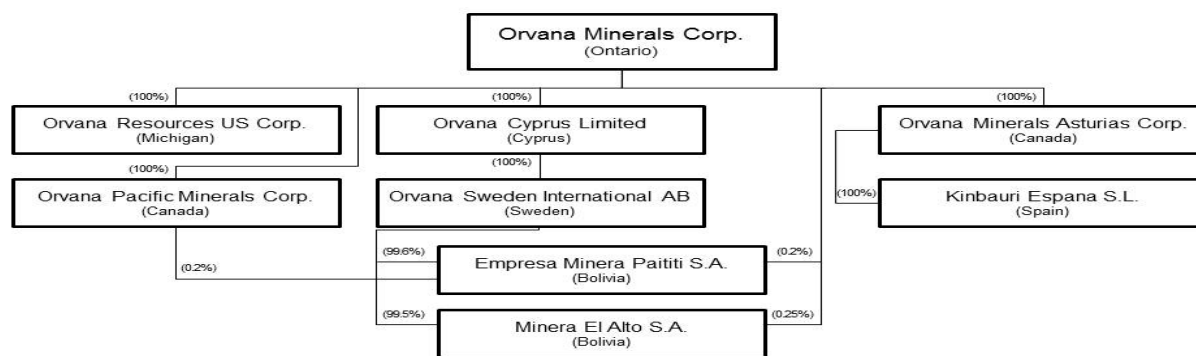 Orvana Minerals Corp.
(Ontario)
(100%)
(100%)
(100%)
Orvana Resources US Corp.
(Michigan)
Orvana Cyprus Limited
(Cyprus)
Orvana Minerals Asturias Corp.
(Canada)
(100%)
(100%)
Orvana Pacific Minerals Corp.
(Canada)
Orvana Sweden International AB
(Sweden)
(100%)
Kinbauri Espana S.L.
(Spain)
(0.2%)
(99.6%)
Empresa Minera Paititi S.A.
(Bolivia)
(0.2%)
(99.5%)
Minera El Alto S.A.
(Bolivia)
(0.25%)